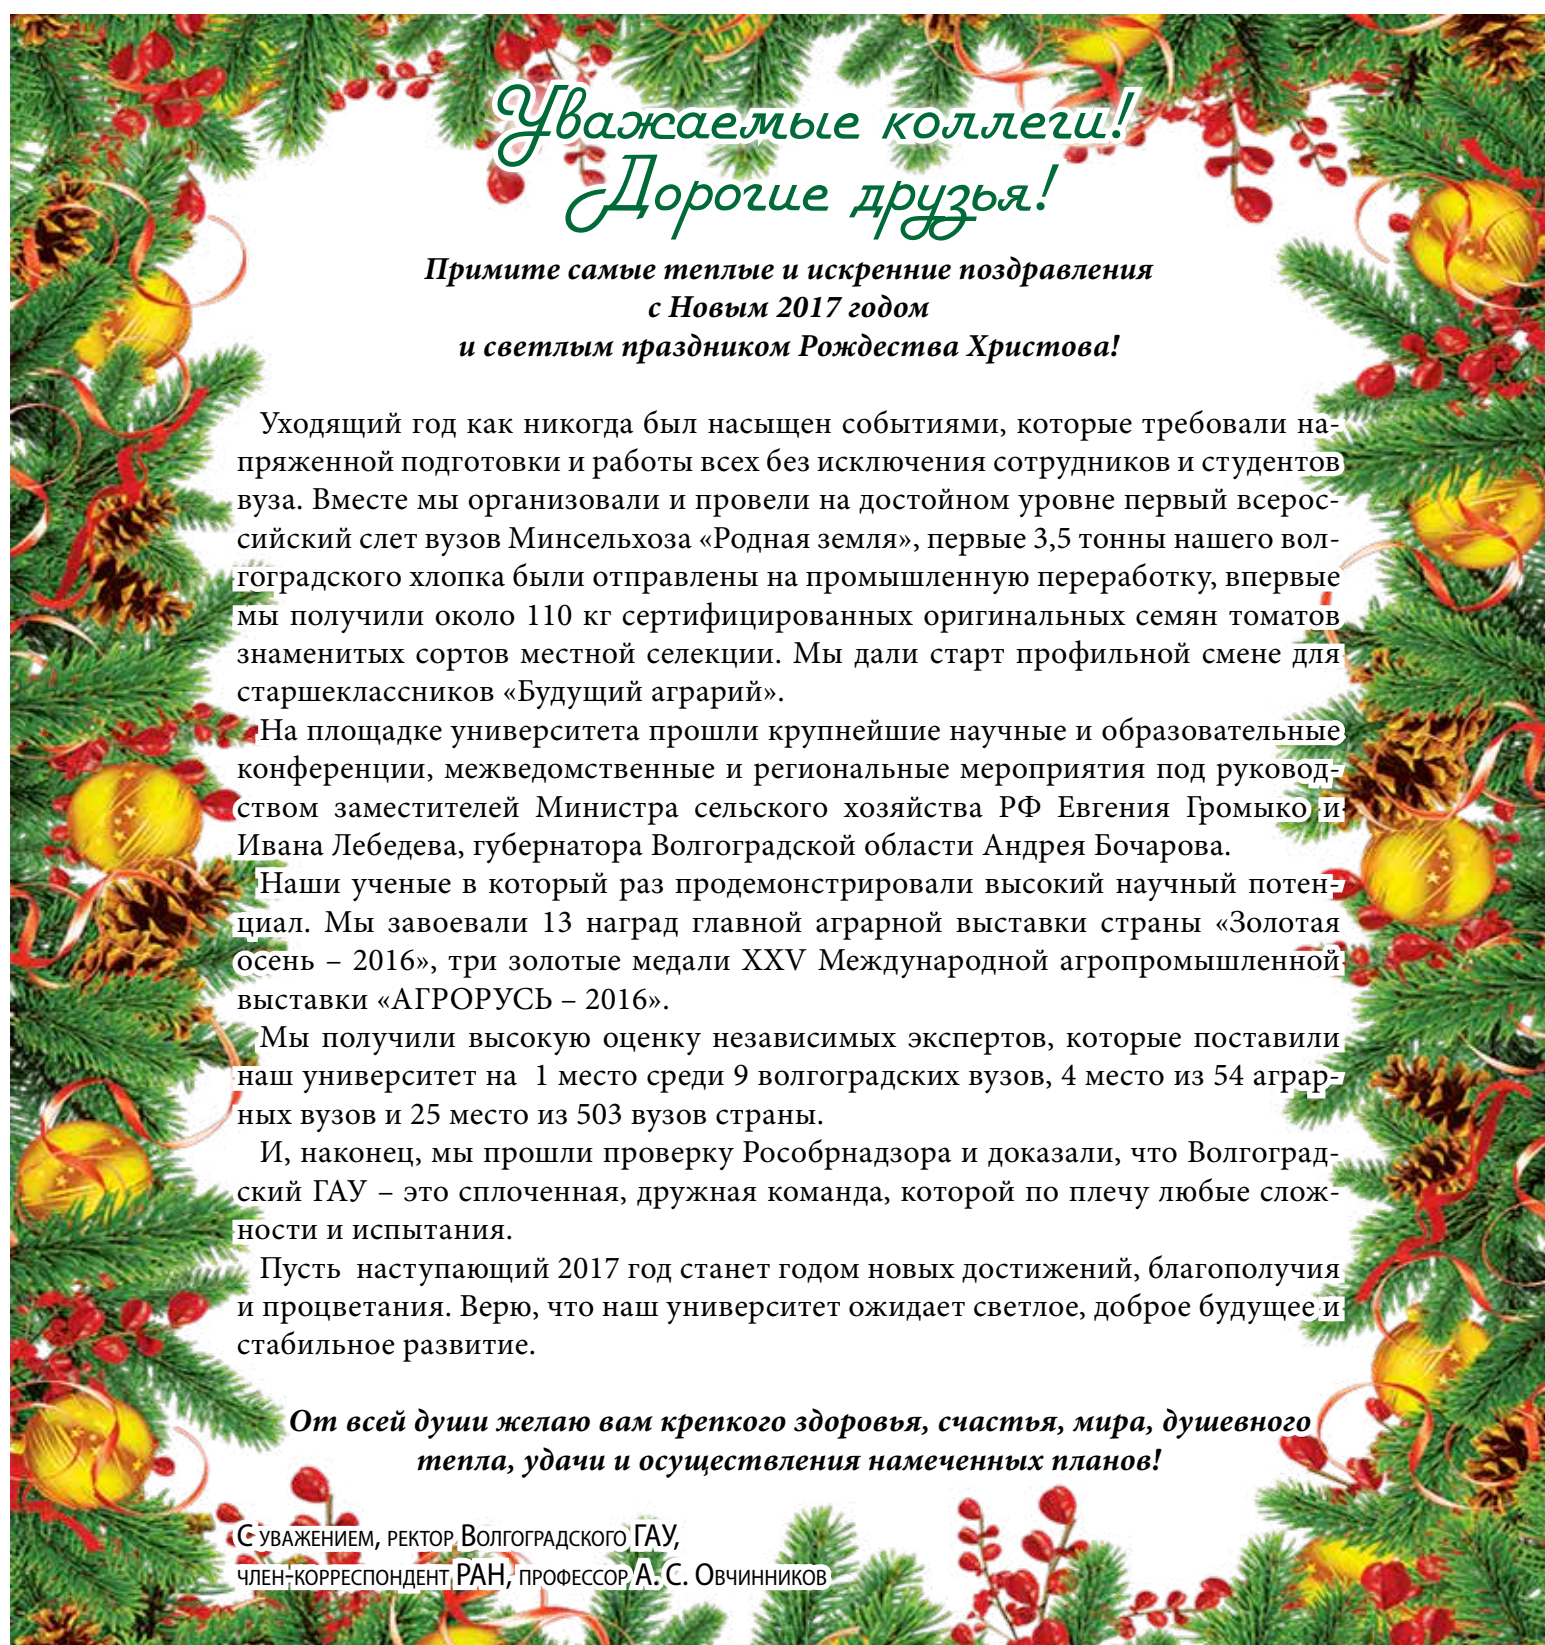 Уважаемые коллеги!
Дорогие друзья!
Примите самые теплые и искренние поздравления
с Новым 2017 годом
и светлым праздником Рождества Христова!
Уходящий год как никогда был насыщен событиями, которые требовали на-
пряженной подготовки и работы всех без исключения сотрудников и студентов
вуза. Вместе мы организовали и провели на достойном уровне первый всерос-
сийский слет вузов Минсельхоза «Родная земля», первые 3,5 тонны нашего вол-
гоградского хлопка были отправлены на промышленную переработку, впервые
мы получили около 110 кг сертифицированных оригинальных семян томатов
знаменитых сортов местной селекции. Мы дали старт профильной смене для
старшеклассников «Будущий аграрий».
На площадке университета прошли крупнейшие научные и образовательные
конференции, межведомственные и региональные мероприятия под руковод-
ством заместителей Министра сельского хозяйства РФ Евгения Громыко и
Ивана Лебедева, губернатора Волгоградской области Андрея Бочарова.
Наши ученые в который раз продемонстрировали высокий научный потен-
циал. Мы завоевали 13 наград главной аграрной выставки страны «Золотая
осень – 2016», три золотые медали XXV Международной агропромышленной
выставки «АГРОРУСЬ – 2016».
Мы получили высокую оценку независимых экспертов, которые поставили
наш университет на 1 место среди 9 волгоградских вузов, 4 место из 54 аграр-
ных вузов и 25 место из 503 вузов страны.
И, наконец, мы прошли проверку Рособрнадзора и доказали, что Волгоград-
ский ГАУ – это сплоченная, дружная команда, которой по плечу любые слож-
ности и испытания.
Пусть наступающий 2017 год станет годом новых достижений, благополучия
и процветания. Верю, что наш университет ожидает светлое, доброе будущее и
стабильное развитие.
От всей души желаю вам крепкого здоровья, счастья, мира, душевного
тепла, удачи и осуществления намеченных планов!
С уважением, ректор Волгоградского ГАУ,
член-корреспондент РАН, профессор А. С. Овчинников